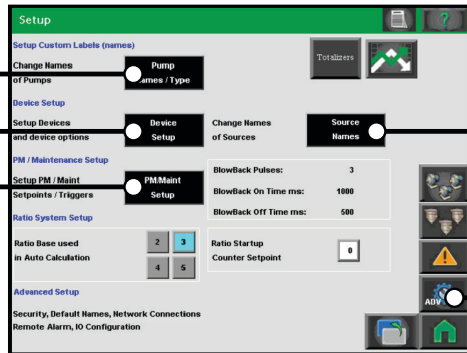 Setup
?
Setup Custom Labels (names)
Totalizers
Change Names
of Pumps
Pump
ames / Type
Device Setup
Setup Devices
and device options
Device
Setup
Change Names
of Sources
Source
Names
PM / Maintenance Setup
Setup PM / Maint
Setpoints / Triggers
PM/Maint
Setup
BlowBack Pulses: 3
BlowBack On Time ms: 1000
BlowBack Off Time ms: 500
Ratio System Setup
Ratio Base used
in Auto Calculation
2 3
4 5
Ratio Startup
Counter Setpoint
0
Advanced Setup
ADV
Security, Default Names, Network Connections
Remote Alarm, IO Configuration